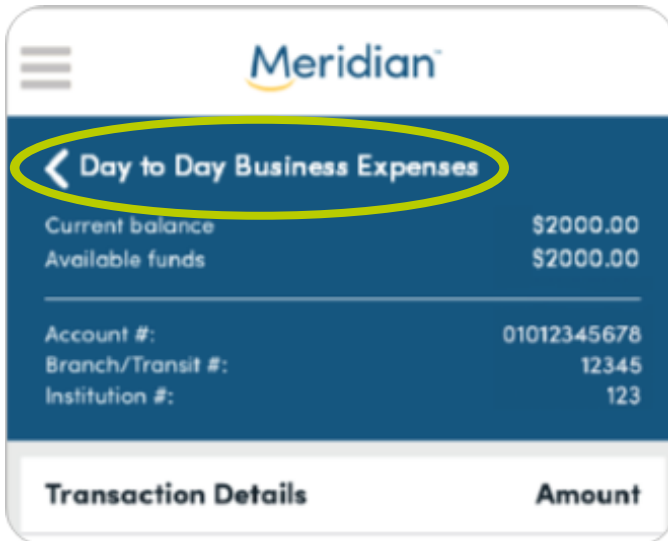 Meridian™
Day to Day Business Expenses
Current balance $2000.00
Available funds $2000.00
Account #: 01012345678
Branch/Transit #: 12345
Institution #: 123
Transaction Details Amount